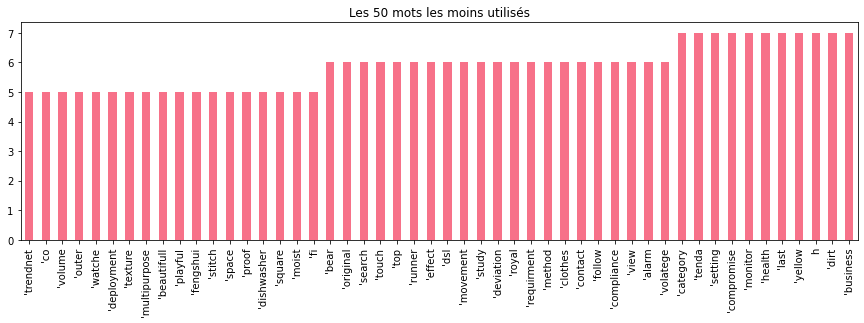 Les 50 mots les moins utilisés
7
6
5
4
3
2
1
0
'trendnet
'co
'volume
'outer
'watche
'deployment
'texture
'multipurpose
'beautifull
'playful
'fengshui
'stitch
'space
'proof
'dishwasher
'square
'moist
'fi
'bear
'original
'search
'touch
'top
'runner
'effect
'dsl
'movement
'study
'deviation
'royal
'requirment
'method
'clothes
'contact
'follow
'compliance
'view
'alarm
'volatege
'category
'tenda
'setting
'compromise
'monitor
'health
'last
'yellow
h
'dirt
'business